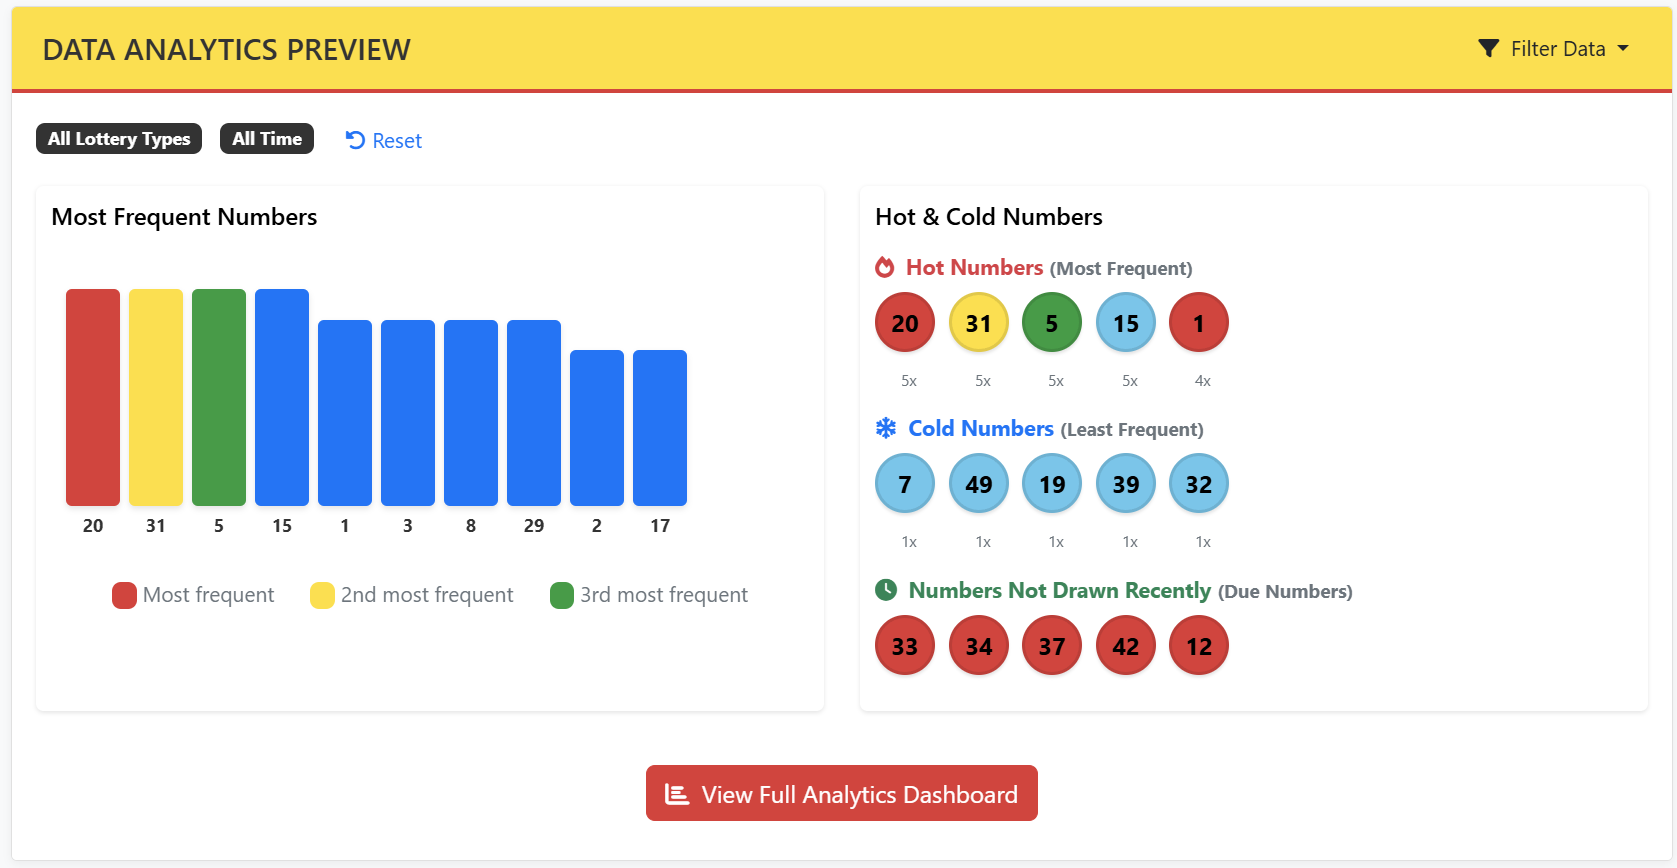 DATA ANALYTICS PREVIEW
Filter Data
All Lottery Types All Time Reset
Most Frequent Numbers
20 31 5 15 1 3 8 29 2 17
Most frequent 2nd most frequent 3rd most frequent
Hot & Cold Numbers
Hot Numbers (Most Frequent)
20 31 5 15 1
5x 5x 5x 5x 4x
Cold Numbers (Least Frequent)
7 49 19 39 32
1x 1x 1x 1x 1x
Numbers Not Drawn Recently (Due Numbers)
33 34 37 42 12
View Full Analytics Dashboard